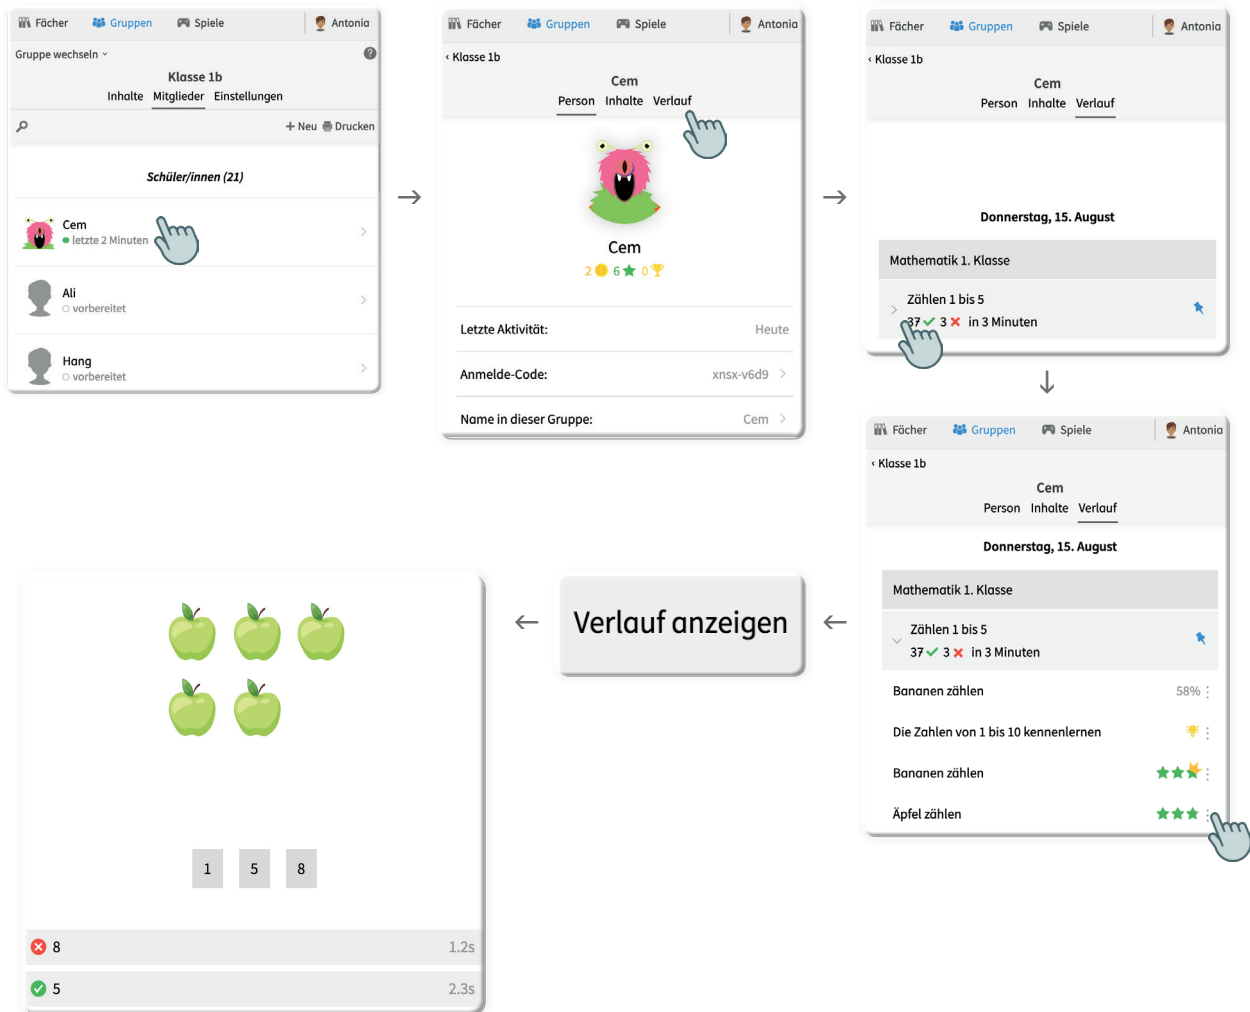 Fächer Gruppen Spiele Antonia
Gruppe wechseln
Klasse 1b
Inhalte Mitglieder Einstellungen
+ Neu Drucken
Schüler/innen (21)
Cem
letzte 2 Minuten
Ali
vorbereitet
Hang
vorbereitet
→
Fächer Gruppen Spiele Antonia
‹ Klasse 1b
Cem
Person Inhalte Verlauf
Cem
2 6 0
Letzte Aktivität: Heute
Anmelde-Code: xnsx-v6d9
Name in dieser Gruppe: Cem
→
Fächer Gruppen Spiele Antonia
‹ Klasse 1b
Cem
Person Inhalte Verlauf
Donnerstag, 15. August
Mathematik 1. Klasse
Zählen 1 bis 5
37 ✓ 3 ✗ in 3 Minuten
↓
Fächer Gruppen Spiele Antonia
‹ Klasse 1b
Cem
Person Inhalte Verlauf
Donnerstag, 15. August
Mathematik 1. Klasse
Zählen 1 bis 5
37 ✓ 3 ✗ in 3 Minuten
Bananen zählen 58%
Die Zahlen von 1 bis 10 kennenlernen
Bananen zählen
Äpfel zählen
←
Verlauf anzeigen
←
1 5 8
8 1.2s
5 2.3s